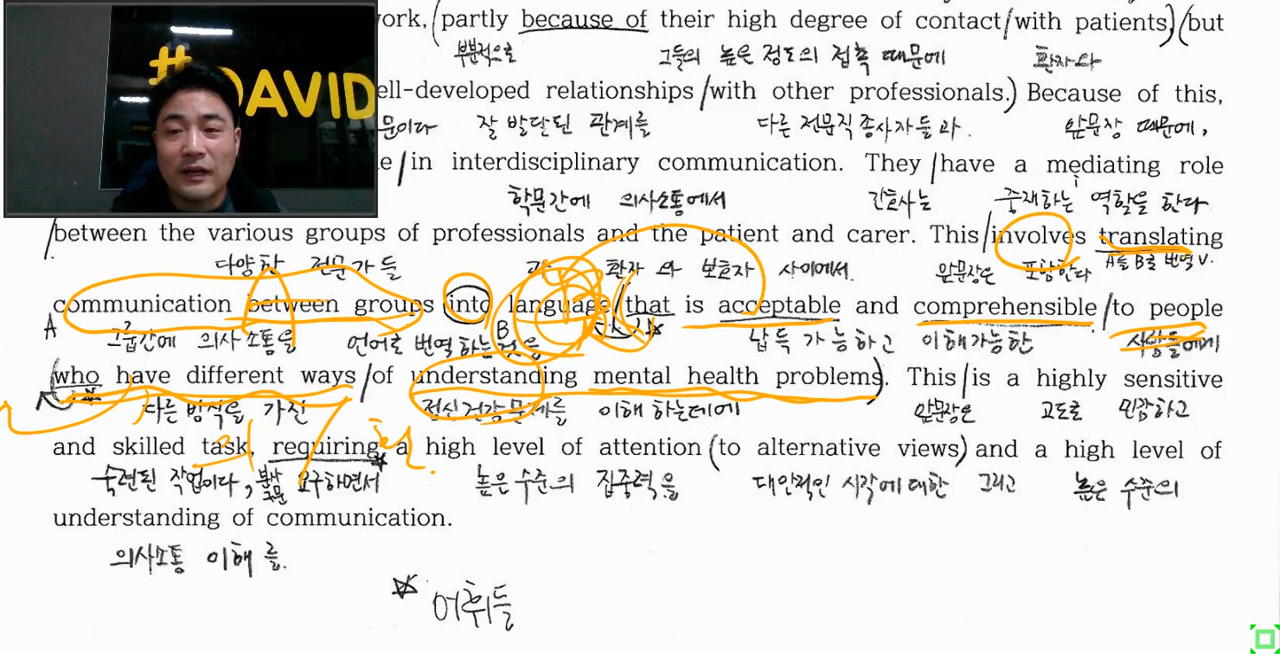 #DAVID
work, (partly because of their high degree of contact/with patients) (but
부분적으로 그들의 높은 정도의 접촉 때문에 환자와
ell-developed relationships/with other professionals.) Because of this,
문이다 잘 발달된 관계를 다른 전문직 종사자들과. 앞문장 때문에,
e/in interdisciplinary communication. They/have a mediating role
학문간에 의사소통에서 간호사는 중재하는 역할을 한다
/between the various groups of professionals and the patient and carer. This/involves translating
다양한 전문가들 과 환자와 보호자 사이에서. 앞문장은 포함한다 A를 B로 번역 V.
communication between groups into language/that is acceptable and comprehensible/to people
A 그룹간에 의사소통을 언어로 번역하는것을 B 납득 가능하고 이해가능한 사람들에게
who have different ways/of understanding mental health problems). This/is a highly sensitive
다른 방식을 가진 정신건강문제를 이해하는데에 앞문장은 고도로 민감하고
and skilled task, requiring a high level of attention (to alternative views) and a high level of
숙련된 작업이다, 요구하면서 높은 수준의 집중력을 대안적인 시각에 대한 그리고 높은 수준의
understanding of communication.
의사소통 이해를.
어휘들